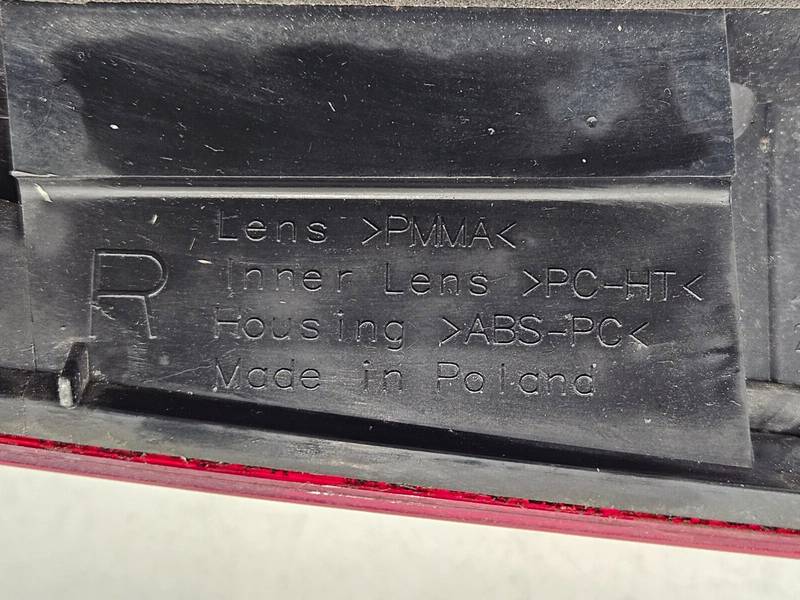 R
Lens >PMMA<
Inner Lens >PC-HT<
Housing >ABS-PC<
Made in Poland